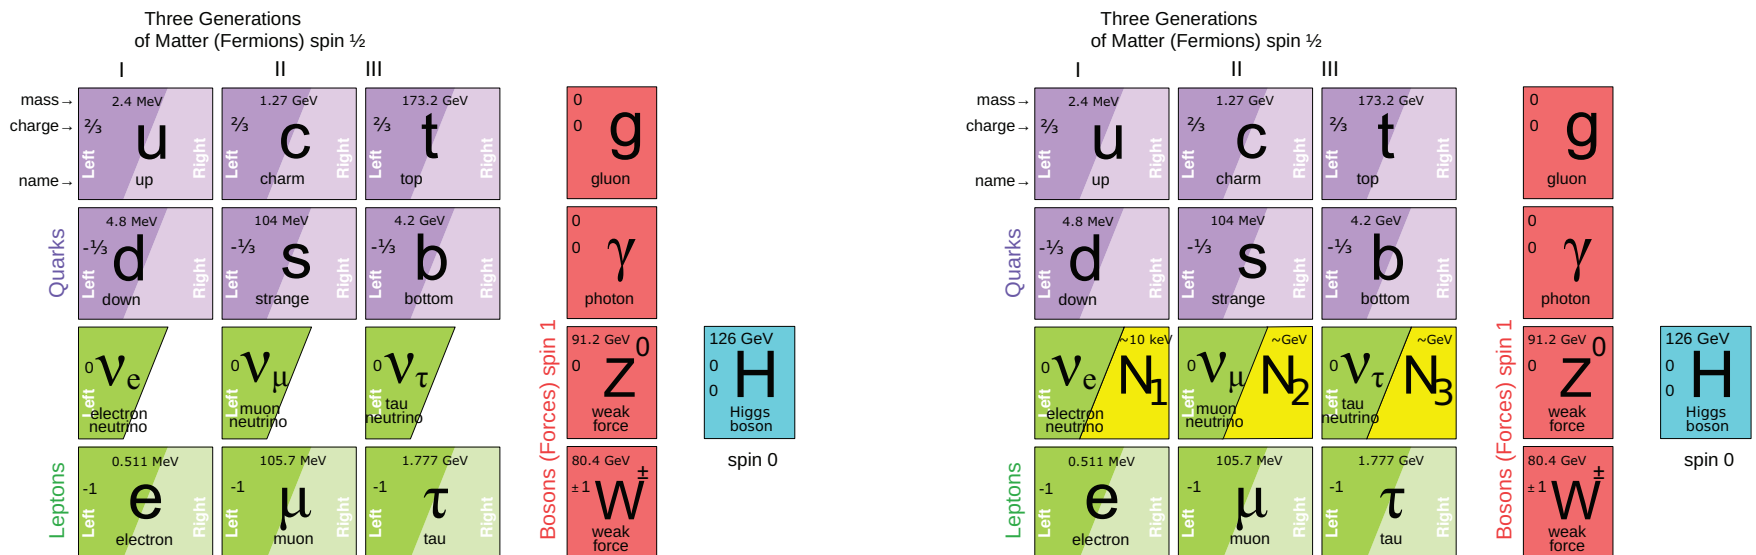 Three Generations
of Matter (Fermions) spin ½
I II III
mass→
charge→
name→
2.4 MeV
⅔
u
Left
Right
up
1.27 GeV
⅔
c
Left
Right
charm
173.2 GeV
⅔
t
Left
Right
top
0
0
g
gluon
Quarks
4.8 MeV
-⅓
d
Left
Right
down
104 MeV
-⅓
s
Left
Right
strange
4.2 GeV
-⅓
b
Left
Right
bottom
0
0
γ
photon
0
νe
Left
electron
neutrino
0
νμ
Left
muon
neutrino
0
ντ
Left
tau
neutrino
Bosons (Forces) spin 1
91.2 GeV
0
Z0
weak
force
126 GeV
0
0
H
Higgs
boson
spin 0
Leptons
0.511 MeV
-1
e
Left
Right
electron
105.7 MeV
-1
μ
Left
Right
muon
1.777 GeV
-1
τ
Left
Right
tau
80.4 GeV
±1
W±
weak
force
Three Generations
of Matter (Fermions) spin ½
I II III
mass→
charge→
name→
2.4 MeV
⅔
u
Left
Right
up
1.27 GeV
⅔
c
Left
Right
charm
173.2 GeV
⅔
t
Left
Right
top
0
0
g
gluon
Quarks
4.8 MeV
-⅓
d
Left
Right
down
104 MeV
-⅓
s
Left
Right
strange
4.2 GeV
-⅓
b
Left
Right
bottom
0
0
γ
photon
0
νe
Left
electron
neutrino
~10 keV
N1
0
νμ
Left
muon
neutrino
~GeV
N2
0
ντ
Left
tau
neutrino
~GeV
N3
Bosons (Forces) spin 1
91.2 GeV
0
Z0
weak
force
126 GeV
0
0
H
Higgs
boson
spin 0
Leptons
0.511 MeV
-1
e
Left
Right
electron
105.7 MeV
-1
μ
Left
Right
muon
1.777 GeV
-1
τ
Left
Right
tau
80.4 GeV
±1
W±
weak
force